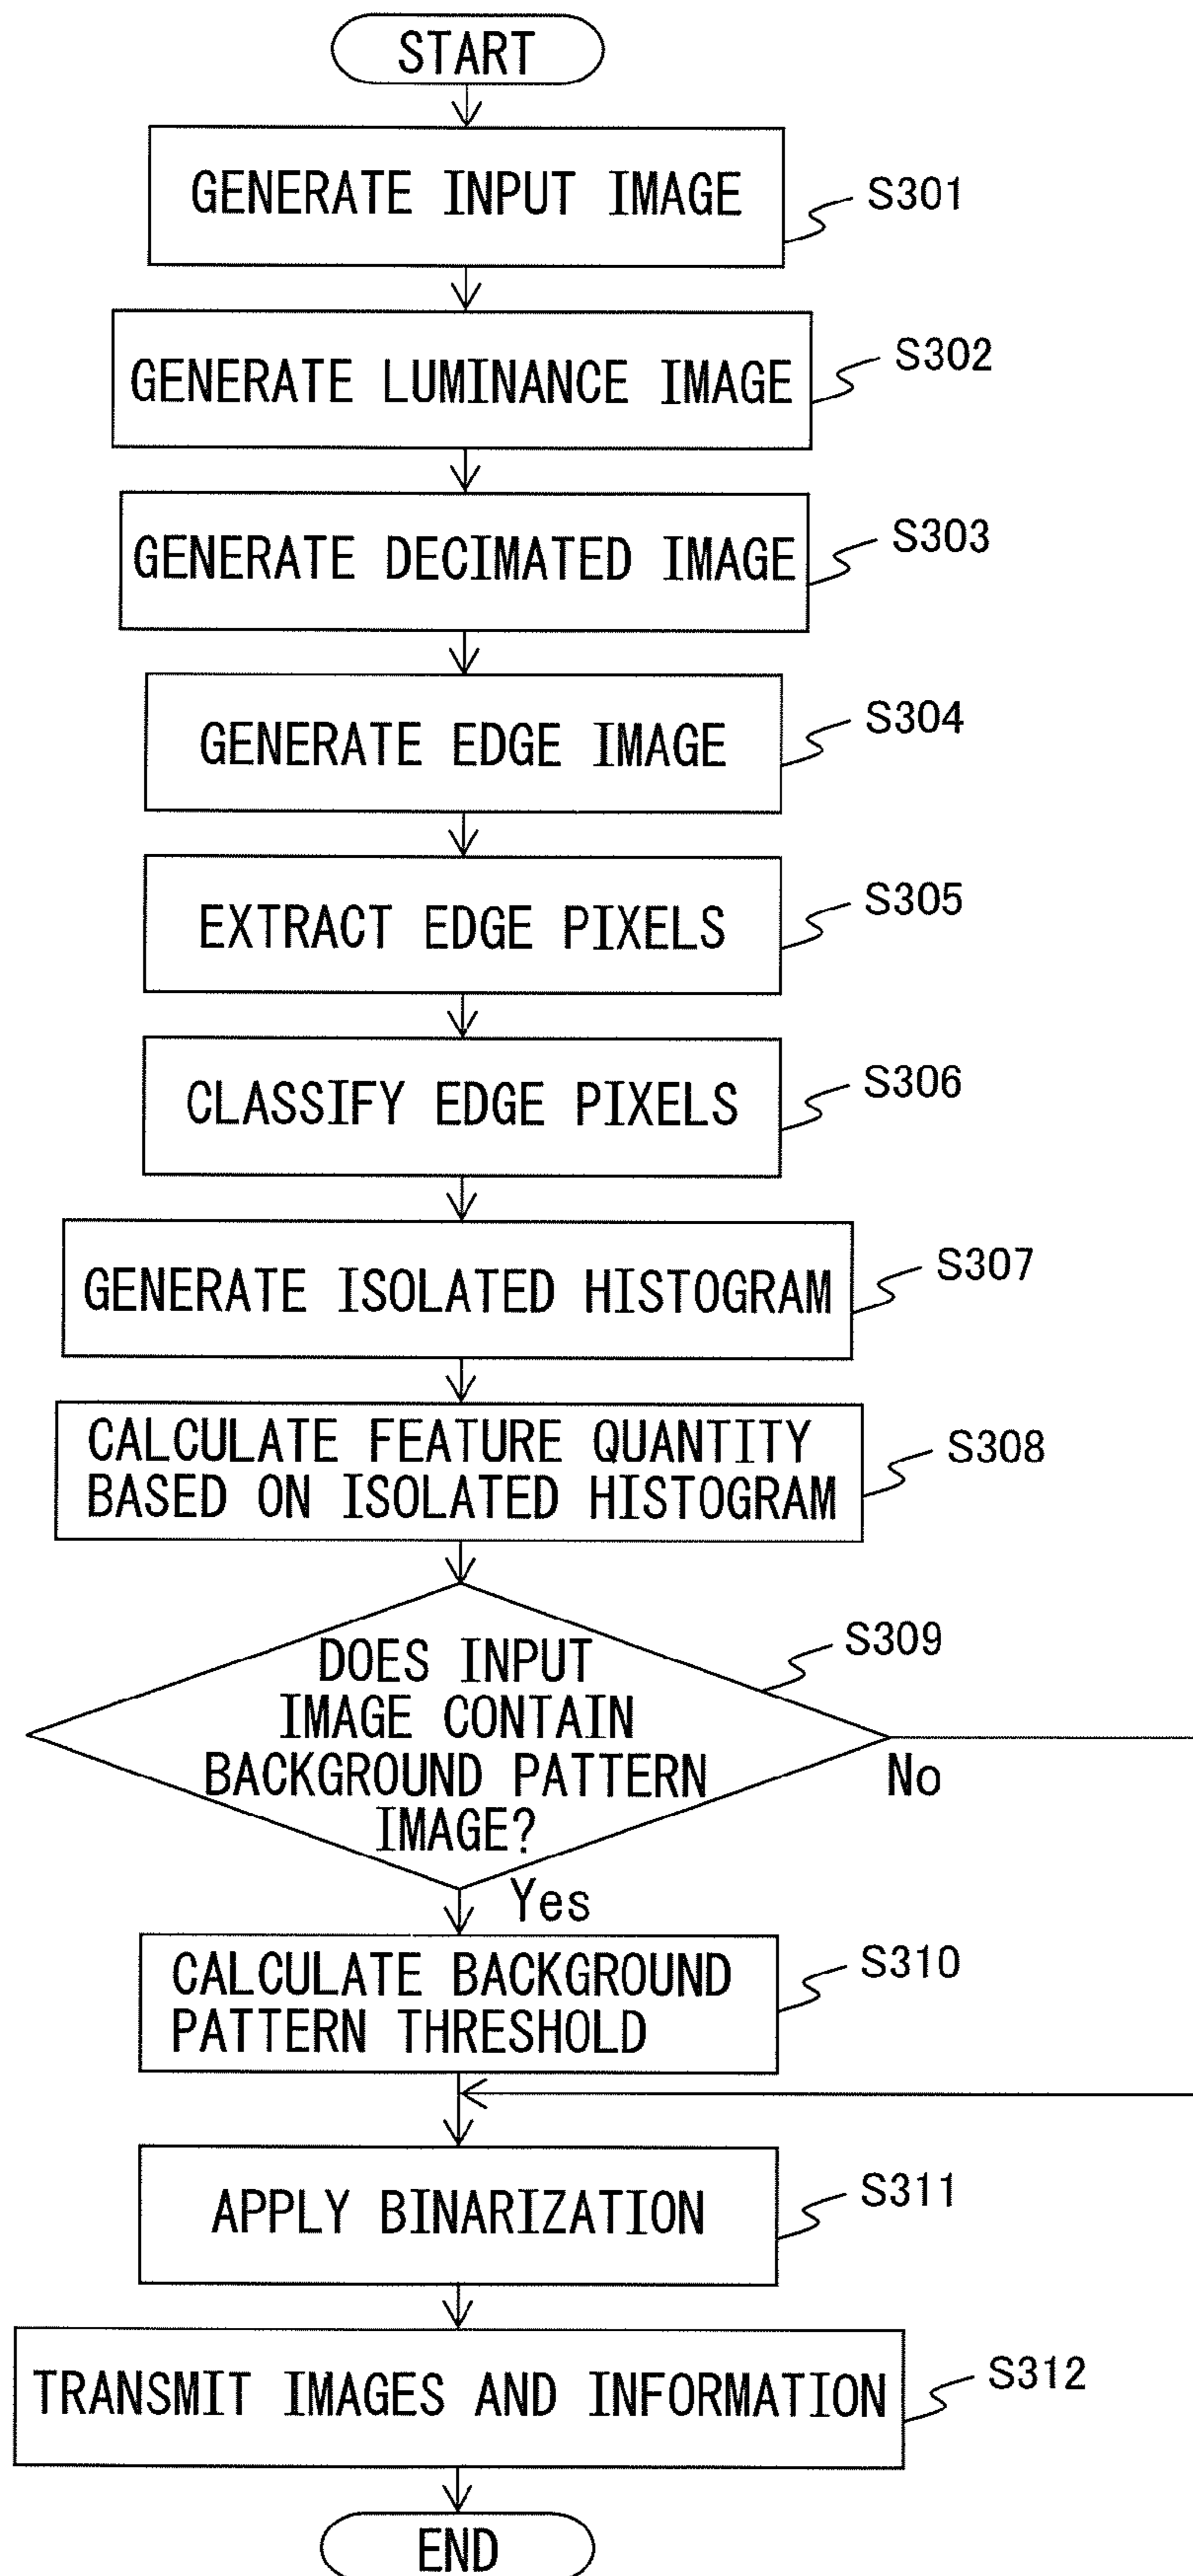 START
GENERATE INPUT IMAGE
S301
GENERATE LUMINANCE IMAGE
S302
GENERATE DECIMATED IMAGE
S303
GENERATE EDGE IMAGE
S304
EXTRACT EDGE PIXELS
S305
CLASSIFY EDGE PIXELS
S306
GENERATE ISOLATED HISTOGRAM
S307
CALCULATE FEATURE QUANTITY
BASED ON ISOLATED HISTOGRAM
S308
DOES INPUT
IMAGE CONTAIN
BACKGROUND PATTERN
IMAGE?
S309
No
Yes
CALCULATE BACKGROUND
PATTERN THRESHOLD
S310
APPLY BINARIZATION
S311
TRANSMIT IMAGES AND INFORMATION
S312
END